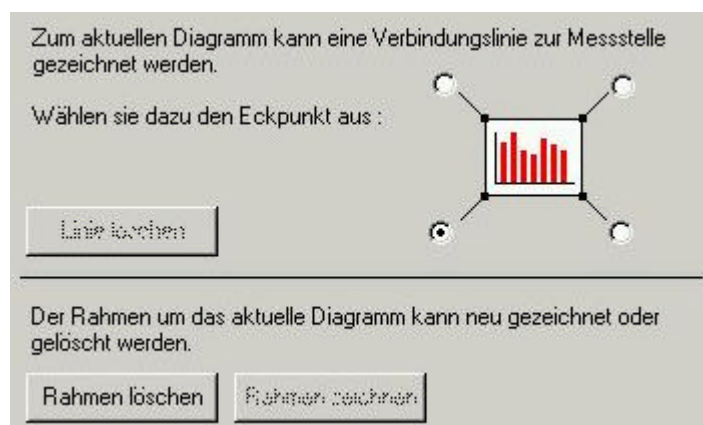 Zum aktuellen Diagramm kann eine Verbindungslinie zur Messstelle
gezeichnet werden.
Wählen sie dazu den Eckpunkt aus :
Linie löschen
Der Rahmen um das aktuelle Diagramm kann neu gezeichnet oder
gelöscht werden.
Rahmen löschen
Rahmen zeichnen